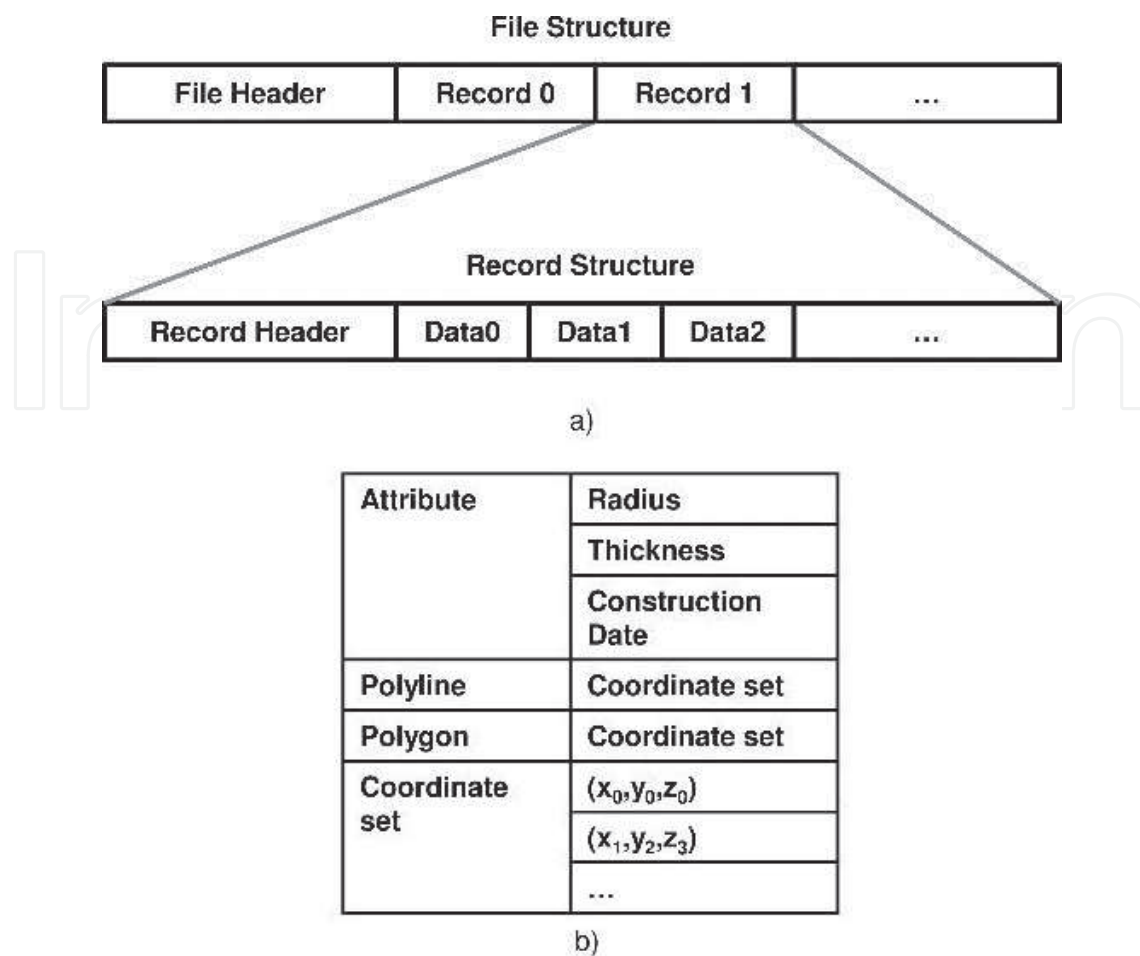 File Structure
File Header Record 0 Record 1 ...
Record Structure
Record Header Data0 Data1 Data2 ...
a)
Attribute Radius
Thickness
Construction
Date
Polyline Coordinate set
Polygon Coordinate set
Coordinate
set
(x₀,y₀,z₀)
(x₁,y₂,z₃)
...
b)